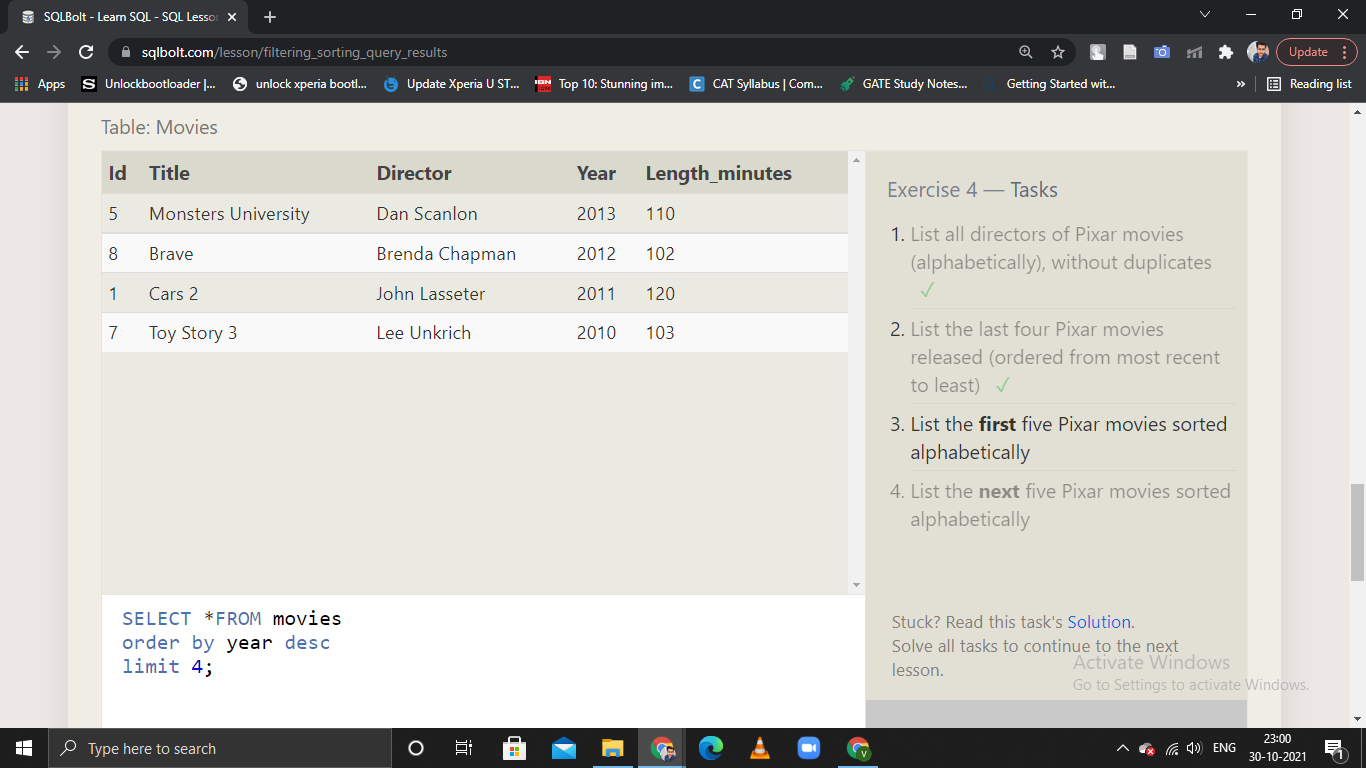 SQLBolt - Learn SQL - SQL Lesson
sqlbolt.com/lesson/filtering_sorting_query_results
Update
Apps
Unlockbootloader |...
unlock xperia bootl...
Update Xperia U ST...
Top 10: Stunning im...
CAT Syllabus | Com...
GATE Study Notes...
Getting Started wit...
»
Reading list
Table: Movies
Id Title Director Year Length_minutes
5 Monsters University Dan Scanlon 2013 110
8 Brave Brenda Chapman 2012 102
1 Cars 2 John Lasseter 2011 120
7 Toy Story 3 Lee Unkrich 2010 103
SELECT *FROM movies
order by year desc
limit 4;
Exercise 4 — Tasks
1. List all directors of Pixar movies
(alphabetically), without duplicates
✓
2. List the last four Pixar movies
released (ordered from most recent
to least) ✓
3. List the first five Pixar movies sorted
alphabetically
4. List the next five Pixar movies sorted
alphabetically
Stuck? Read this task's Solution.
Solve all tasks to continue to the next
lesson.
Activate Windows
Go to Settings to activate Windows.
Type here to search
ENG
23:00
30-10-2021
1